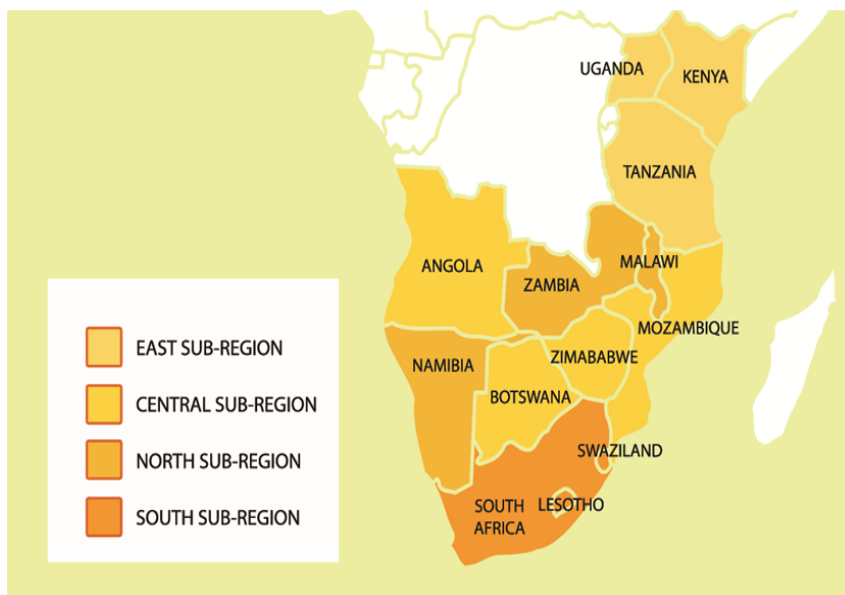 UGANDA
KENYA
TANZANIA
ANGOLA
ZAMBIA
MALAWI
MOZAMBIQUE
NAMIBIA
ZIMBABWE
BOTSWANA
SWAZILAND
SOUTH
AFRICA
LESOTHO
EAST SUB-REGION
CENTRAL SUB-REGION
NORTH SUB-REGION
SOUTH SUB-REGION